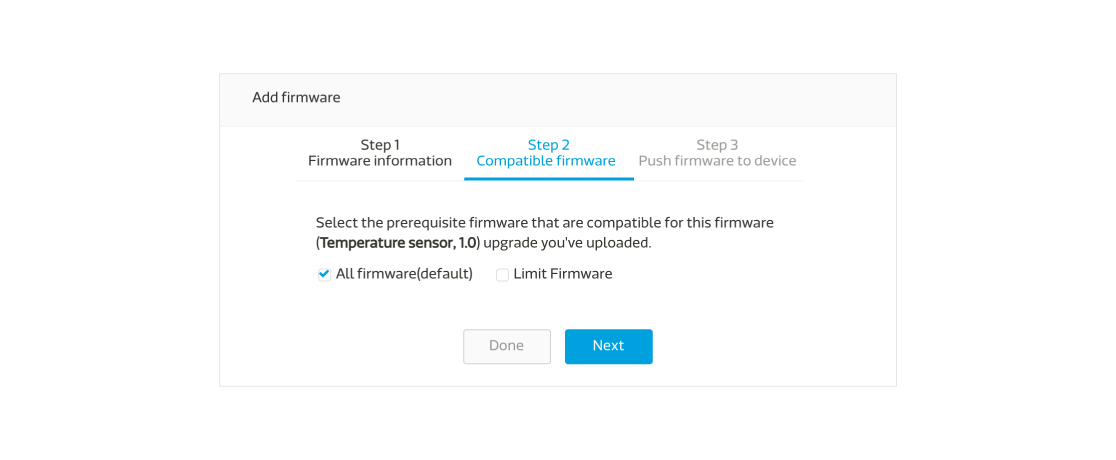 Add firmware
Step 1
Firmware information
Step 2
Compatible firmware
Step 3
Push firmware to device
Select the prerequisite firmware that are compatible for this firmware
(Temperature sensor, 1.0) upgrade you've uploaded.
All firmware(default) Limit Firmware
Done Next